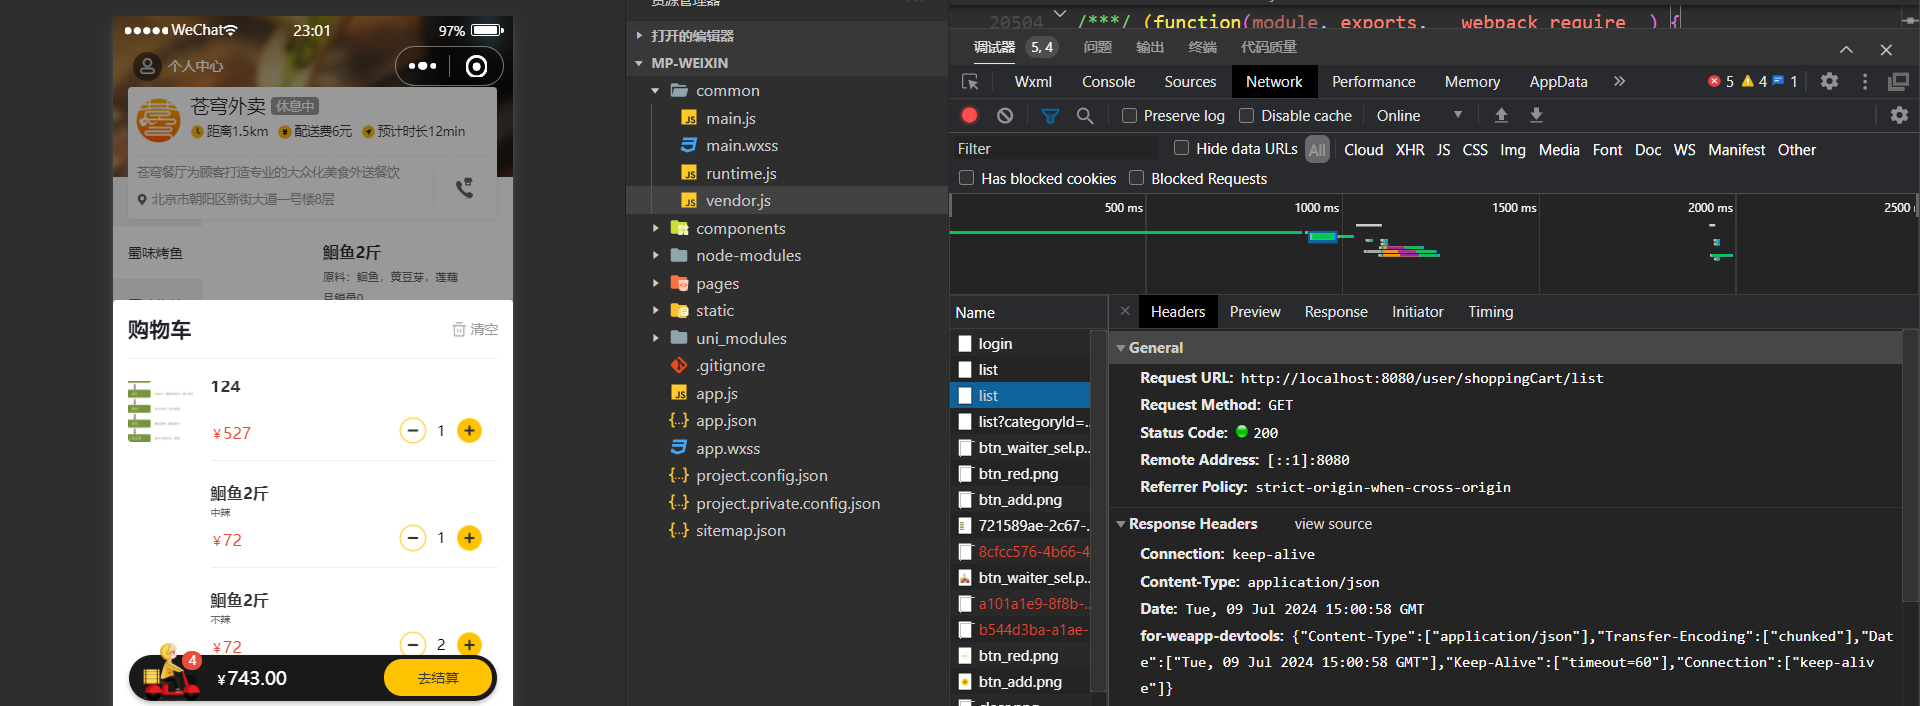 WeChat
23:01
97%
个人中心
苍穹外卖 休息中
距离1.5km 配送费6元 预计时长12min
苍穹餐厅为顾客打造专业的大众化美食外送餐饮
北京市朝阳区新街大道一号楼8层
蜀味烤鱼
鮰鱼2斤
原料：鮰鱼，黄豆芽，莲藕
月销量0
购物车
清空
124
¥527
1
鮰鱼2斤
中辣
¥72
1
鮰鱼2斤
不辣
¥72
2
4
¥743.00
去结算
资源管理器
打开的编辑器
MP-WEIXIN
common
main.js
main.wxss
runtime.js
vendor.js
components
node-modules
pages
static
uni_modules
.gitignore
app.js
app.json
app.wxss
project.config.json
project.private.config.json
sitemap.json
20504 /***/ (function(module, exports, __webpack_require__) {
调试器 5, 4 问题 输出 终端 代码质量
Wxml Console Sources Network Performance Memory AppData 5 4 1
Preserve log Disable cache Online
Filter Hide data URLs All Cloud XHR JS CSS Img Media Font Doc WS Manifest Other
Has blocked cookies Blocked Requests
500 ms 1000 ms 1500 ms 2000 ms 2500
Name
login
list
list
list?categoryId=..
btn_waiter_sel.p..
btn_red.png
btn_add.png
721589ae-2c67-.
8cfcc576-4b66-4
btn_waiter_sel.p..
a101a1e9-8f8b-..
b544d3ba-a1ae-
btn_red.png
btn_add.png
Headers Preview Response Initiator Timing
General
Request URL: http://localhost:8080/user/shoppingCart/list
Request Method: GET
Status Code: 200
Remote Address: [::1]:8080
Referrer Policy: strict-origin-when-cross-origin
Response Headers view source
Connection: keep-alive
Content-Type: application/json
Date: Tue, 09 Jul 2024 15:00:58 GMT
for-weapp-devtools: {"Content-Type":["application/json"],"Transfer-Encoding":["chunked"],"Dat
e":["Tue, 09 Jul 2024 15:00:58 GMT"],"Keep-Alive":["timeout=60"],"Connection":["keep-aliv
e"]}